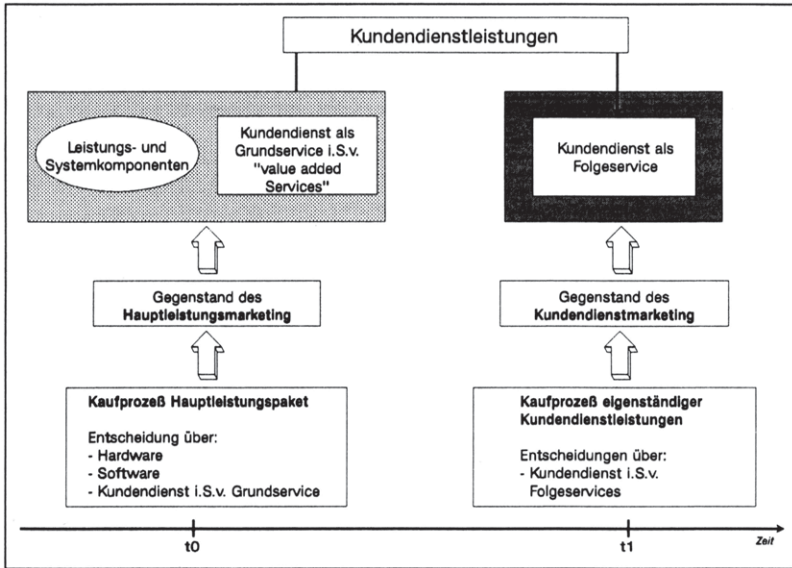 Kundendienstleistungen
Leistungs- und
Systemkomponenten
Kundendienst als
Grundservice i.S.v.
"value added
Services"
Kundendienst als
Folgeservice
Gegenstand des
Hauptleistungsmarketing
Gegenstand des
Kundendienstmarketing
Kaufprozeß Hauptleistungspaket
Entscheidung über:
- Hardware
- Software
- Kundendienst i.S.v. Grundservice
Kaufprozeß eigenständiger
Kundendienstleistungen
Entscheidungen über:
- Kundendienst i.S.v.
Folgeservices
t0
t1
Zeit